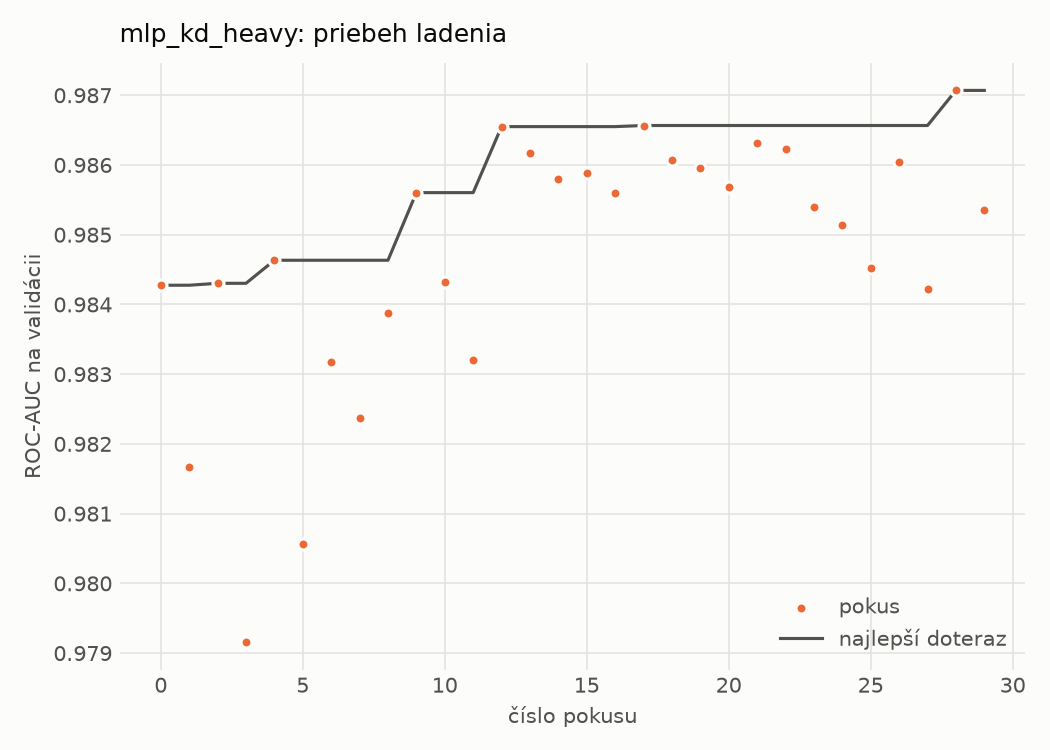 mlp_kd_heavy: priebeh ladenia
ROC-AUC na validácii
0.987
0.986
0.985
0.984
0.983
0.982
0.981
0.980
0.979
pokus
najlepší doteraz
0 5 10 15 20 25 30
číslo pokusu